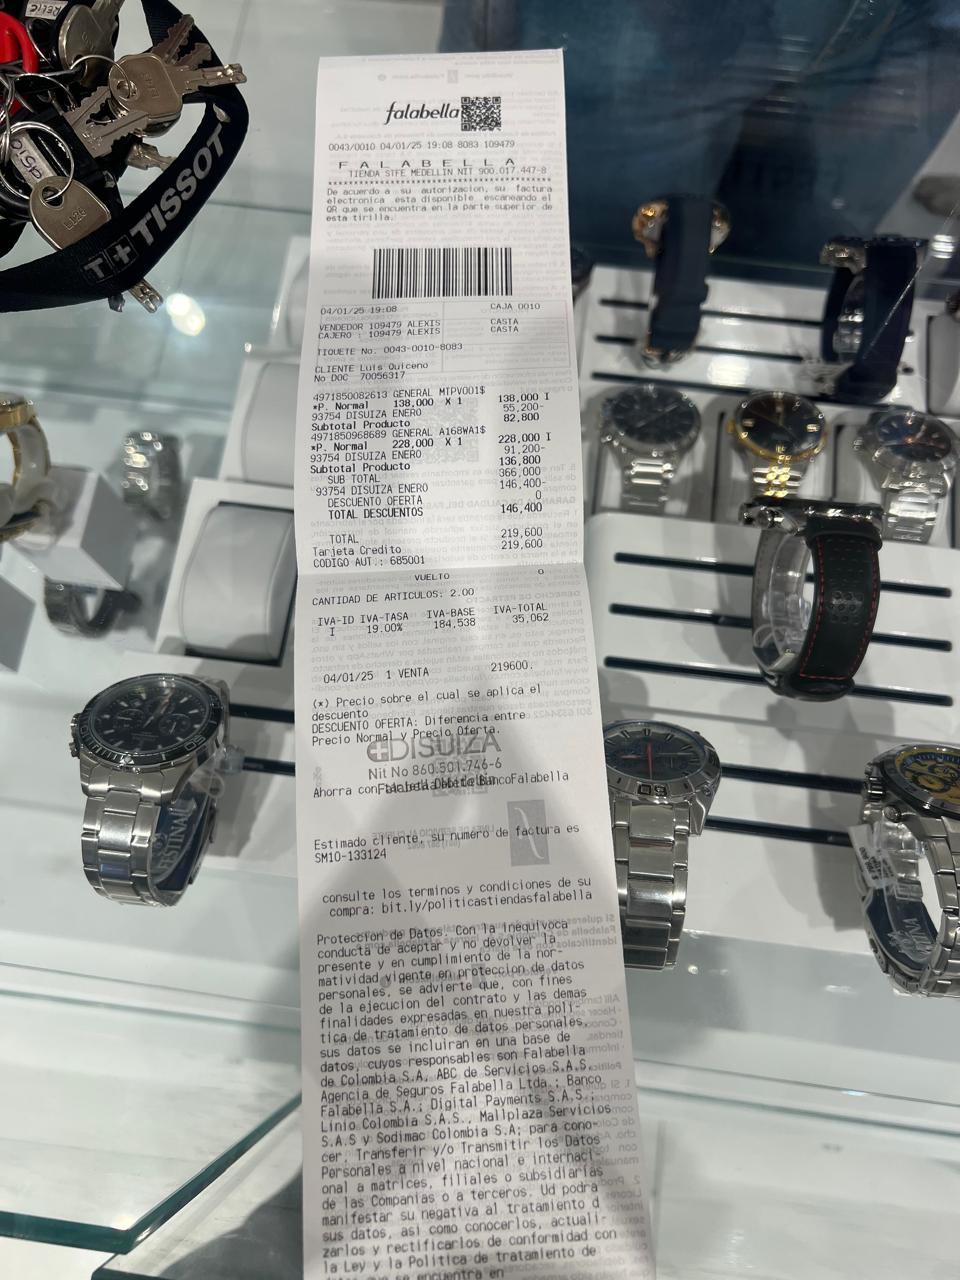 RELIC
CASIO
T+TISSOT
falabella
0043/0010 04/01/25 19:08 8083 109479
F A L A B E L L A
TIENDA STFE MEDELLIN NIT 900.017.447-8
****************************************
De acuerdo a su autorizacion, su factura
electronica esta disponible escaneando el
QR que se encuentra en la parte superior de
esta tirilla.
04/01/25 19:08 CAJA 0010
VENDEDOR 109479 ALEXIS CASTA
CAJERO : 109479 ALEXIS CASTA
TIQUETE No. 0043-0010-8083
CLIENTE Luis Quiceno
No DOC 70056317
4971850082613 GENERAL MTPV001$
*P. Normal 138,000 X 1 138,000 I
93754 DISUIZA ENERO 55,200-
Subtotal Producto 82,800
4971850968689 GENERAL A168WA1$
*P. Normal 228,000 X 1 228,000 I
93754 DISUIZA ENERO 91,200-
Subtotal Producto 136,800
SUB TOTAL 366,000
93754 DISUIZA ENERO 146,400-
DESCUENTO OFERTA 0
TOTAL DESCUENTOS 146,400
TOTAL 219,600
Tarjeta Credito 219,600
CODIGO AUT.: 685001
VUELTO 0
CANTIDAD DE ARTICULOS: 2.00
IVA-ID IVA-TASA IVA-BASE IVA-TOTAL
I 19.00% 184,538 35,062
04/01/25 1 VENTA 219600.
(*) Precio sobre el cual se aplica el
descuento
DESCUENTO OFERTA: Diferencia entre
Precio Normal y Precio Oferta.
+DISUIZA
Nit No 860.501.746-6
Ahorra con BancoFalabella
Estimado cliente, su numero de factura es
SM10-133124
consulte los terminos y condiciones de su
compra: bit.ly/politicastiendasfalabella
Proteccion de Datos. Con la inequivoca
conducta de aceptar y no devolver la
presente y en cumplimiento de la nor-
matividad vigente en proteccion de datos
personales, se advierte que, con fines
de la ejecucion del contrato y las demas
finalidades expresadas en nuestra poli-
tica de tratamiento de datos personales,
sus datos se incluiran en una base de
datos, cuyos responsables son Falabella
de Colombia S.A, ABC de Servicios S.A.S.
Agencia de Seguros Falabella Ltda.; Banco
Falabella S.A.; Digital Payments S.A.S.;
Linio Colombia S.A.S., Mallplaza Servicios
S.A.S y Sodimac Colombia S.A; para cono-
cer, Transferir y/o Transmitir los Datos
Personales a nivel nacional e internaci-
onal a matrices, filiales o subsidiarias
de las Companias o a terceros. Ud podra
manifestar su negativa al tratamiento d
sus datos, asi como conocerlos, actuali
zarlos y rectificarlos de conformidad con
la Ley y la Politica de tratamiento de
que se encuentra en
FESTINA